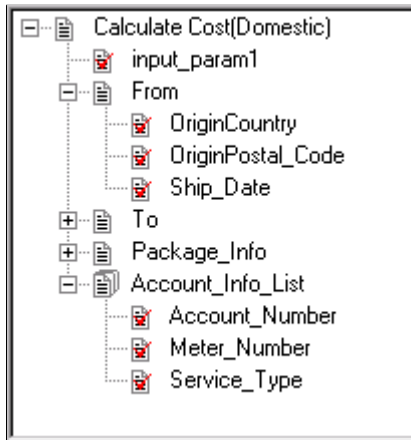 Calculate Cost(Domestic)
input_param1
From
OriginCountry
OriginPostal_Code
Ship_Date
To
Package_Info
Account_Info_List
Account_Number
Meter_Number
Service_Type